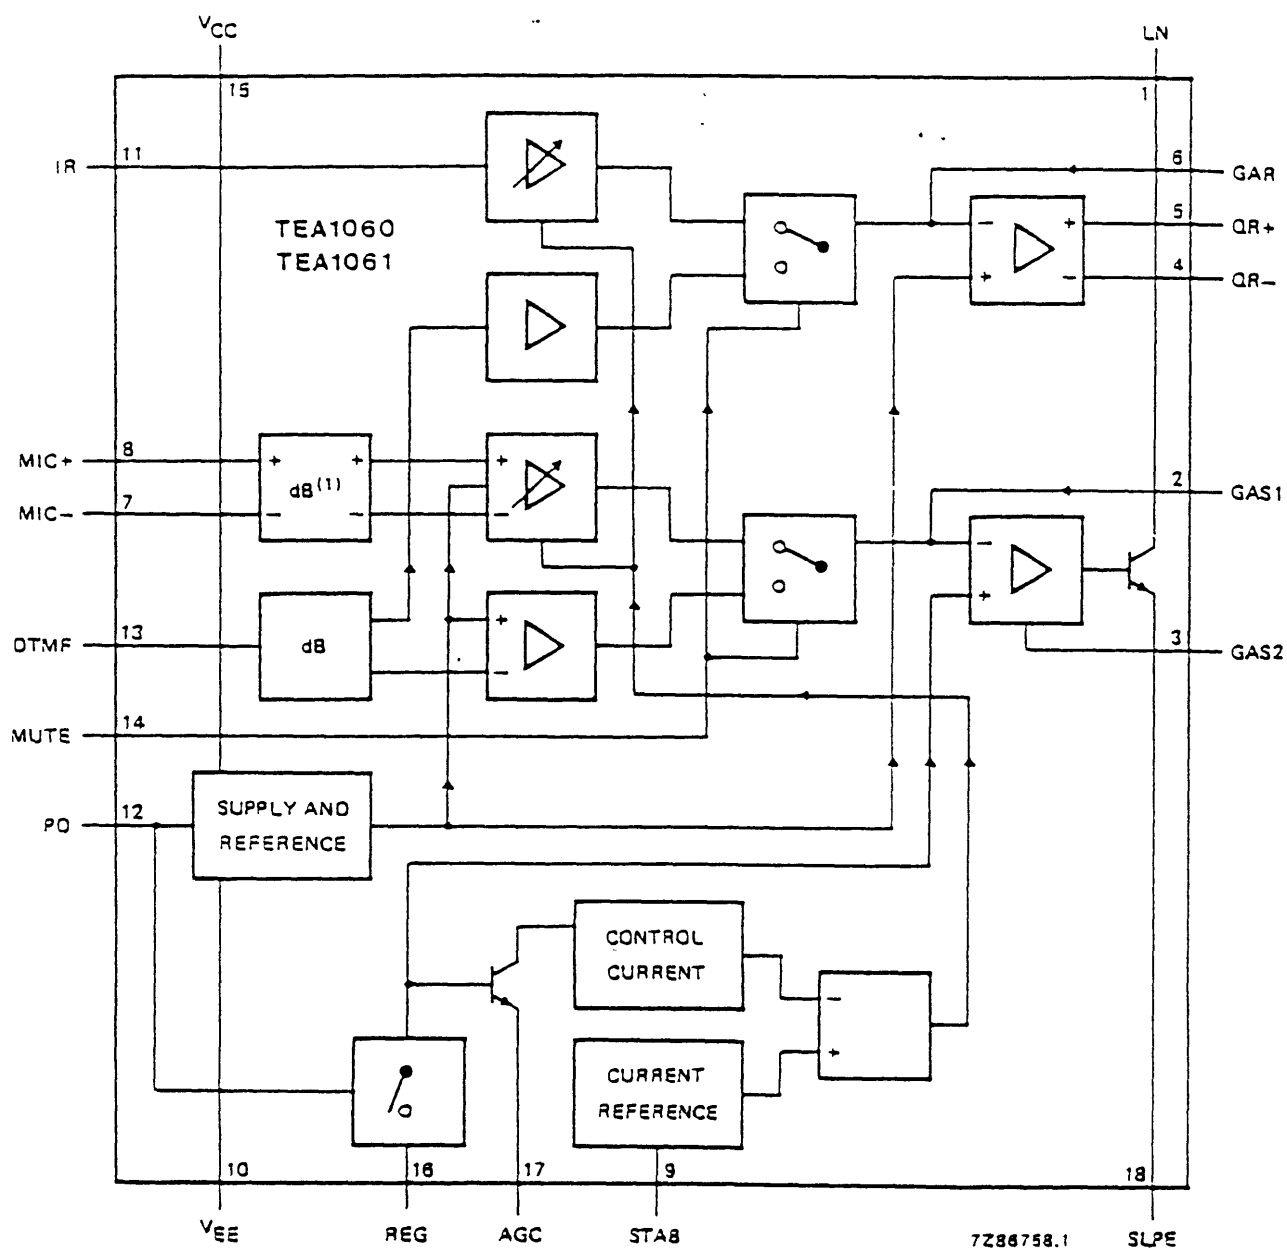 VCC
LN
15
1
IR
11
6
GAR
5
QR+
4
QR−
TEA1060
TEA1061
− +
+ −
MIC+
8
+ +
dB(1)
+
2
GAS1
MIC−
7
− −
−
−
+
DTMF
13
dB
+
−
3
GAS2
MUTE
14
PD
12
SUPPLY AND
REFERENCE
CONTROL
CURRENT
−
+
CURRENT
REFERENCE
10
16
17
9
18
VEE
REG
AGC
STAB
7Z86758.1
SLPE